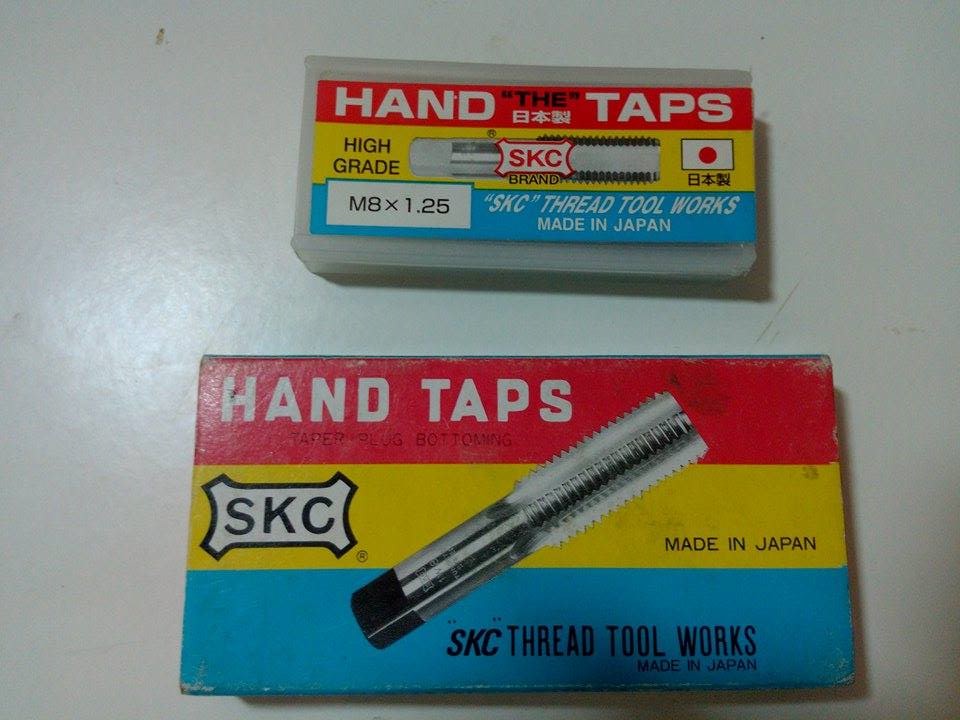 HAND "THE" TAPS
日本製
HIGH
GRADE
®
SKC
BRAND
日本製
M8×1.25
"SKC" THREAD TOOL WORKS
MADE IN JAPAN
HAND TAPS
TAPER PLUG BOTTOMING
SKC
®
MADE IN JAPAN
"SKC" THREAD TOOL WORKS
MADE IN JAPAN